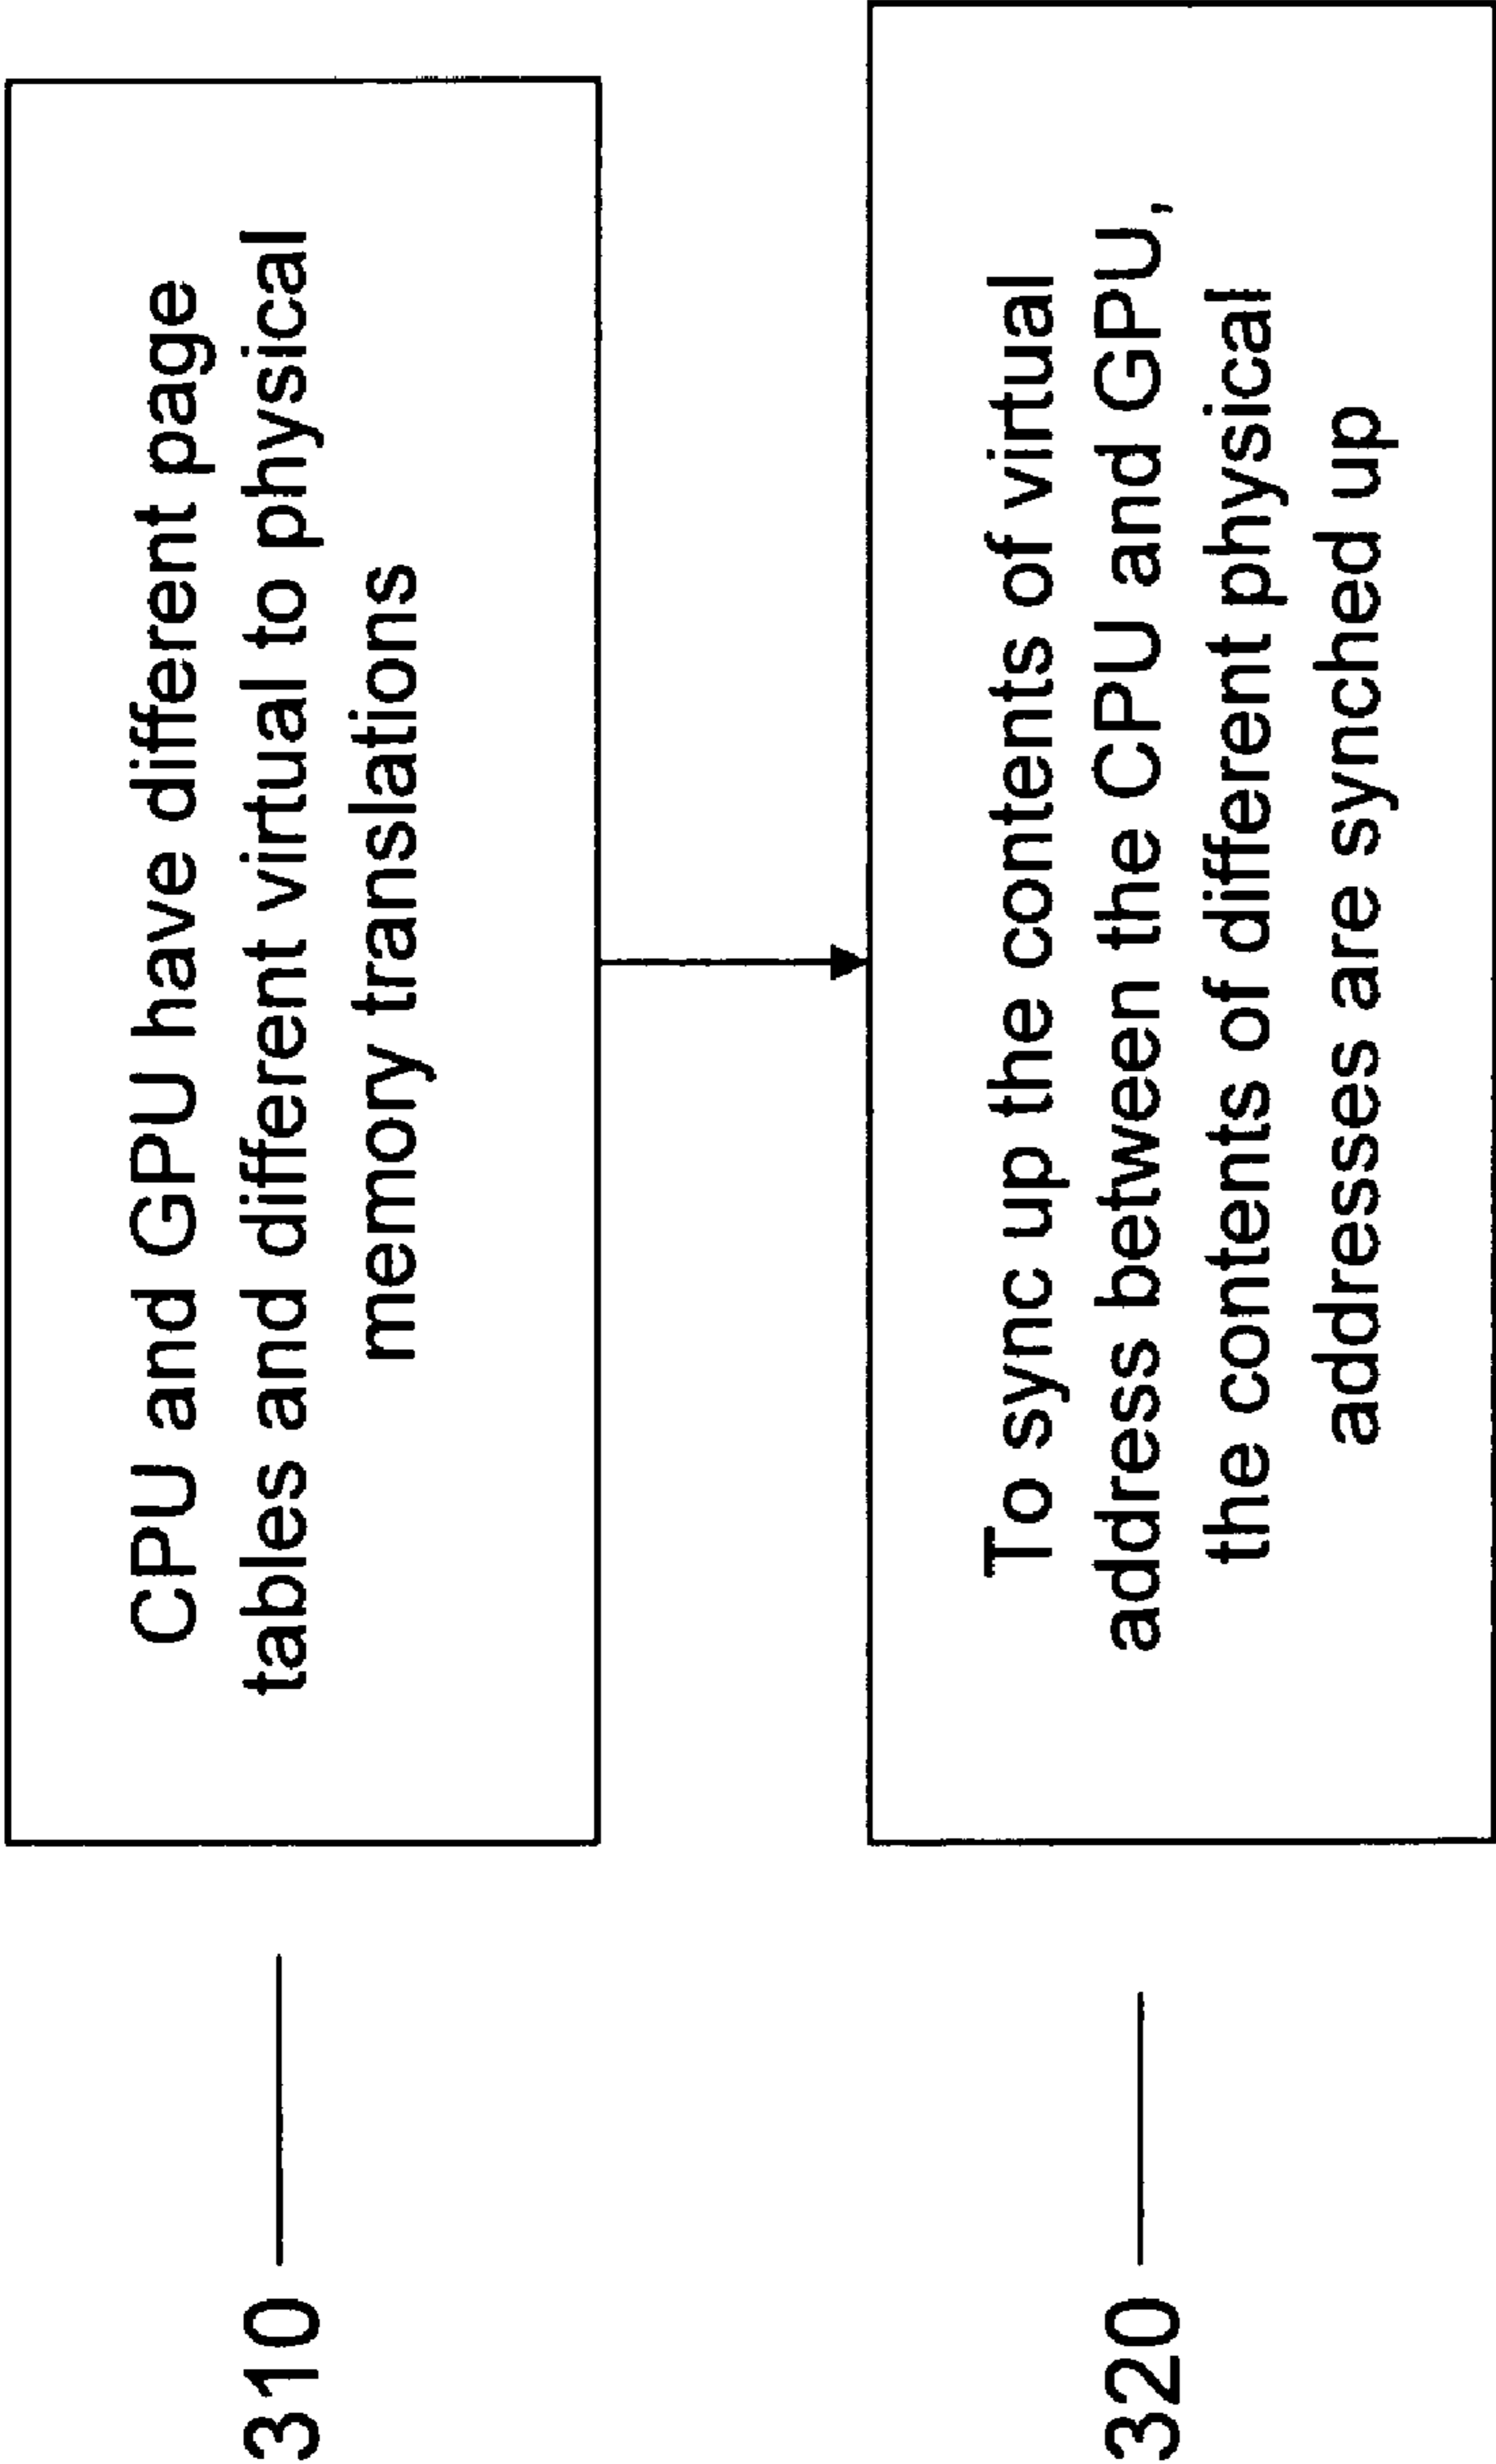 310
CPU and GPU have different page
tables and different virtual to physical
memory translations
320
To sync up the contents of virtual
address between the CPU and GPU,
the contents of different physical
addresses are synched up